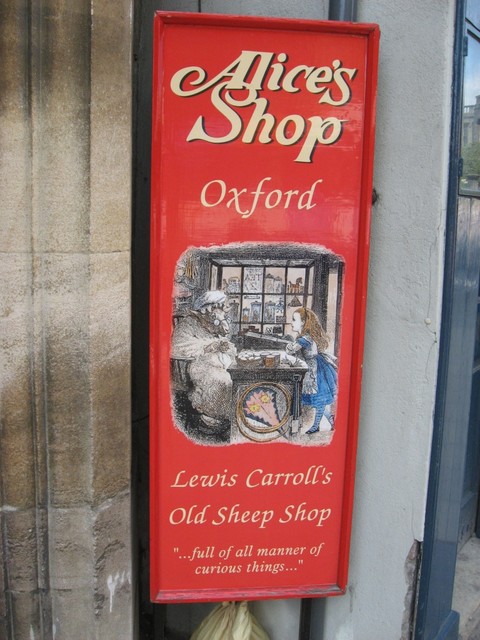 Alice's
Shop
Oxford
Lewis Carroll's
Old Sheep Shop
"...full of all manner of
curious things..."